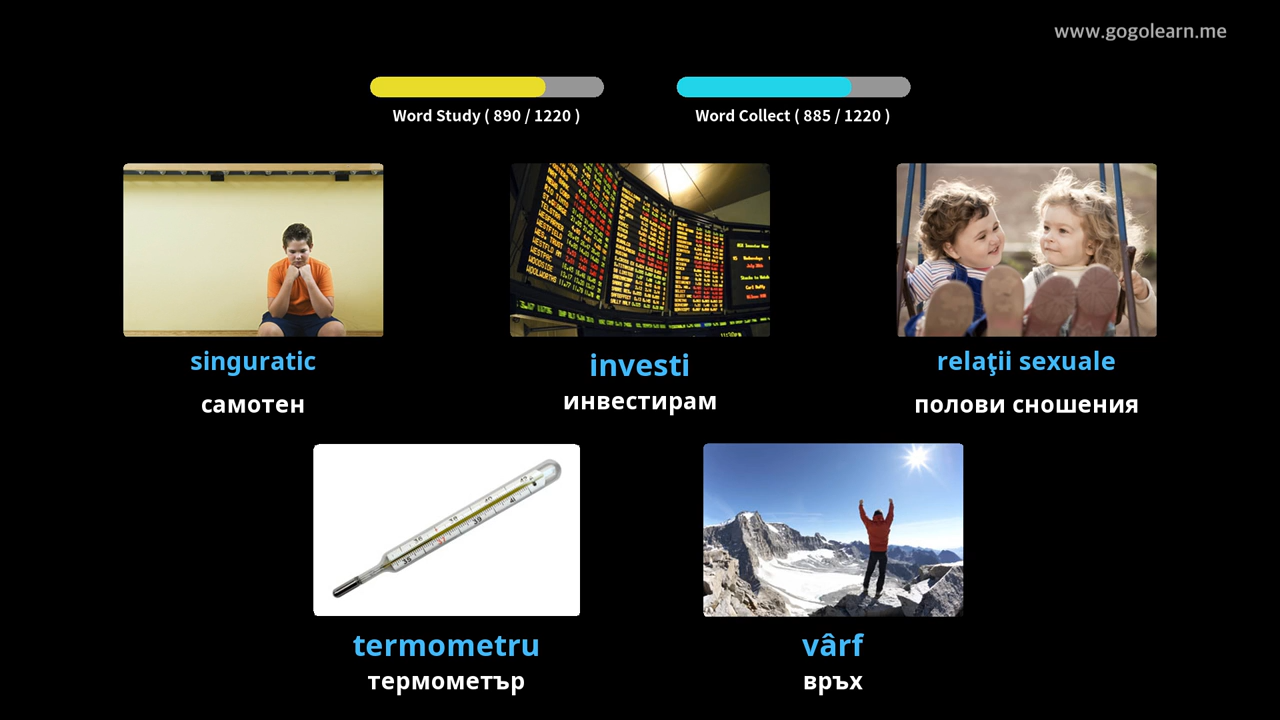 www.gogolearn.me
Word Study ( 890 / 1220 )
Word Collect ( 885 / 1220 )
singuratic
самотен
investi
инвестирам
relaţii sexuale
полови сношения
termometru
термометър
vârf
връх